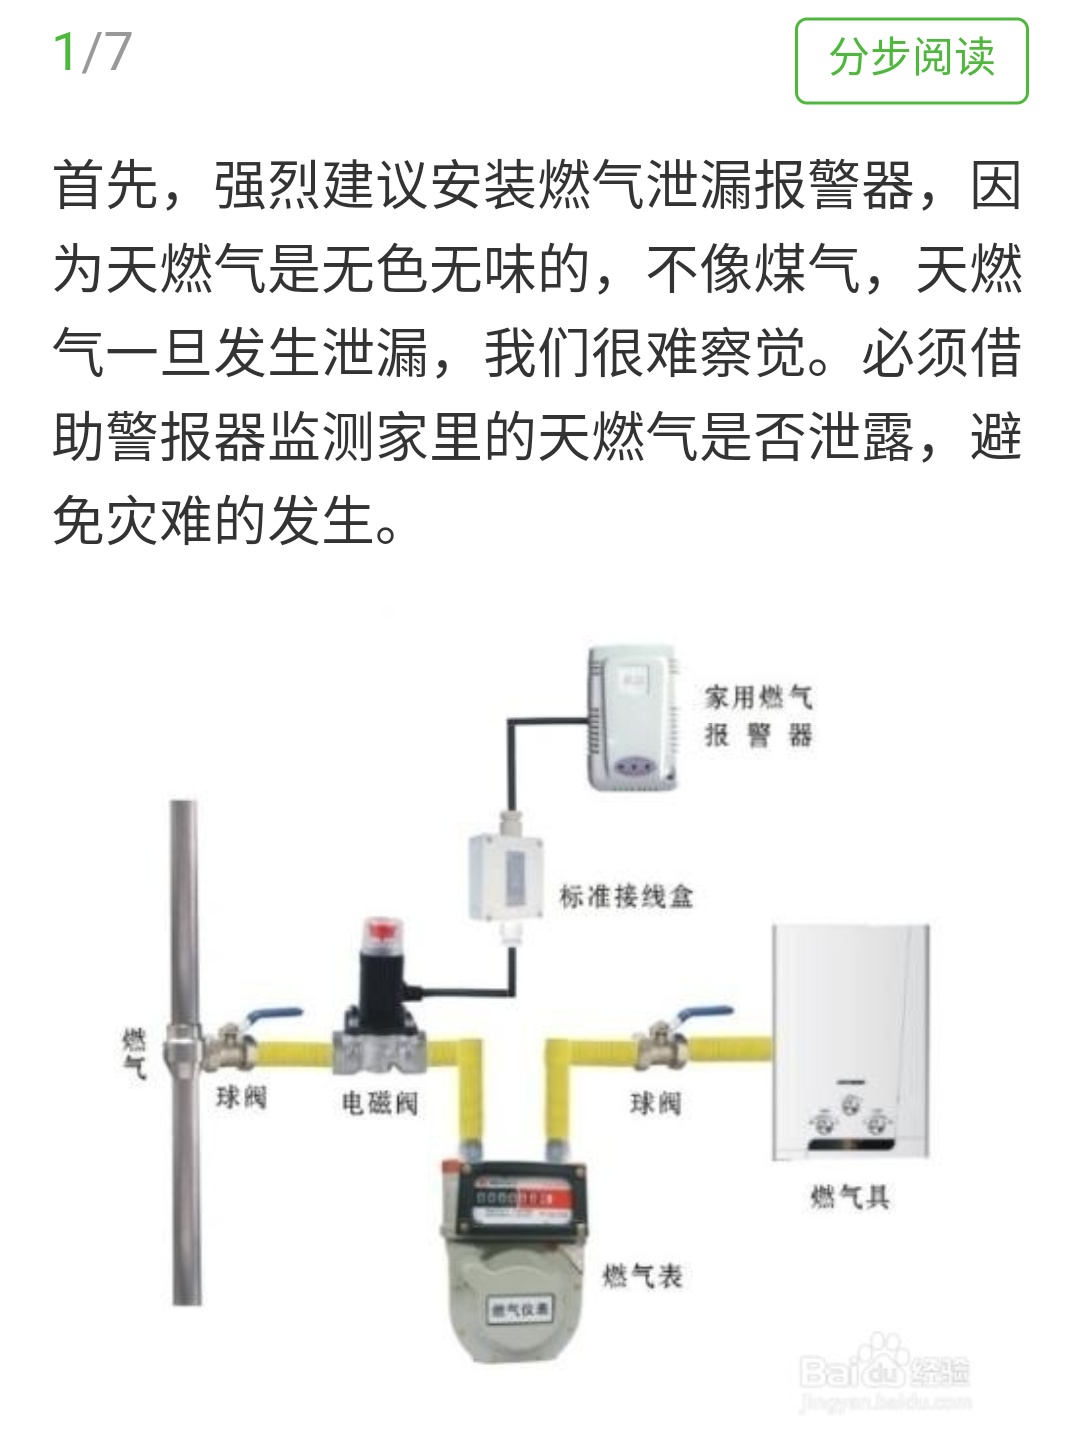 1/7
分步阅读
首先，强烈建议安装燃气泄漏报警器，因
为天燃气是无色无味的，不像煤气，天燃
气一旦发生泄漏，我们很难察觉。必须借
助警报器监测家里的天燃气是否泄露，避
免灾难的发生。
家用燃气
报警器
标准接线盒
燃气
球阀
电磁阀
球阀
燃气具
燃气表
燃气仪表
Baidu经验
jingyan.baidu.com